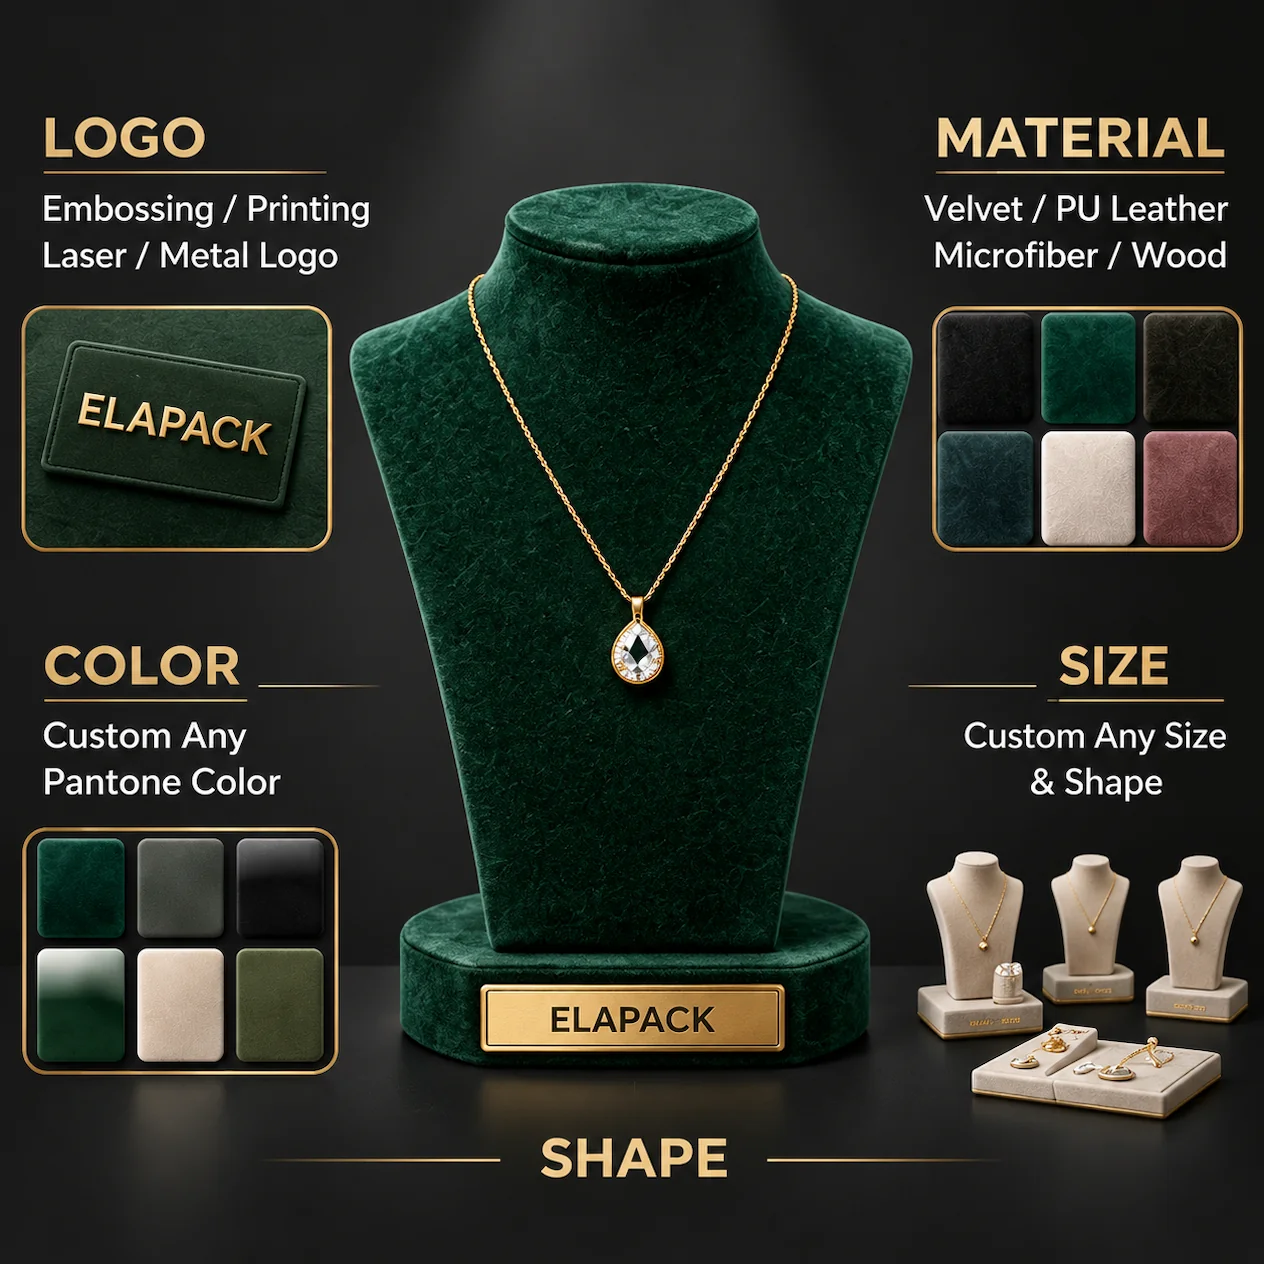 LOGO
Embossing / Printing
Laser / Metal Logo
ELAPACK
MATERIAL
Velvet / PU Leather
Microfiber / Wood
COLOR
Custom Any
Pantone Color
SIZE
Custom Any Size
& Shape
ELAPACK
SHAPE